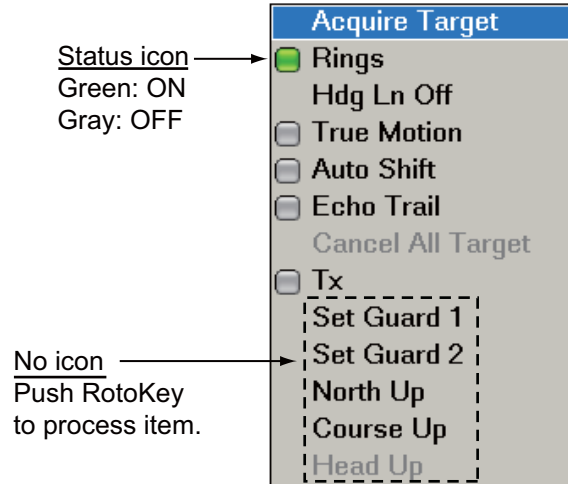 Acquire Target
Status icon
Green: ON
Gray: OFF
Rings
Hdg Ln Off
True Motion
Auto Shift
Echo Trail
Cancel All Target
Tx
No icon
Push RotoKey
to process item.
Set Guard 1
Set Guard 2
North Up
Course Up
Head Up